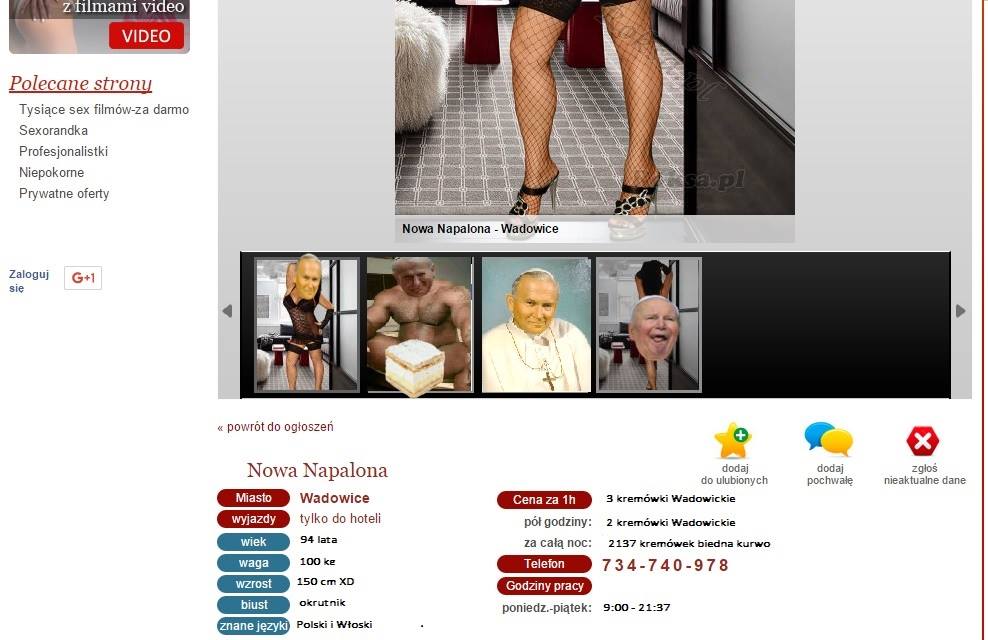 z filmami video
VIDEO
Polecane strony
Tysiące sex filmów-za darmo
Sexorandka
Profesjonalistki
Niepokorne
Prywatne oferty
Zaloguj
się
G+1
Nowa Napalona - Wadowice
« powrót do ogłoszeń
dodaj
do ulubionych
dodaj
pochwałę
zgłoś
nieaktualne dane
Nowa Napalona
Miasto Wadowice
wyjazdy tylko do hoteli
wiek 94 lata
waga 100 kg
wzrost 150 cm XD
biust okrutnik
znane języki Polski i Włoski .
Cena za 1h 3 kremówki Wadowickie
pół godziny: 2 kremówki Wadowickie
za całą noc: 2137 kremówek biedna kurwo
Telefon 734-740-978
Godziny pracy
poniedz.-piątek: 9:00 - 21:37